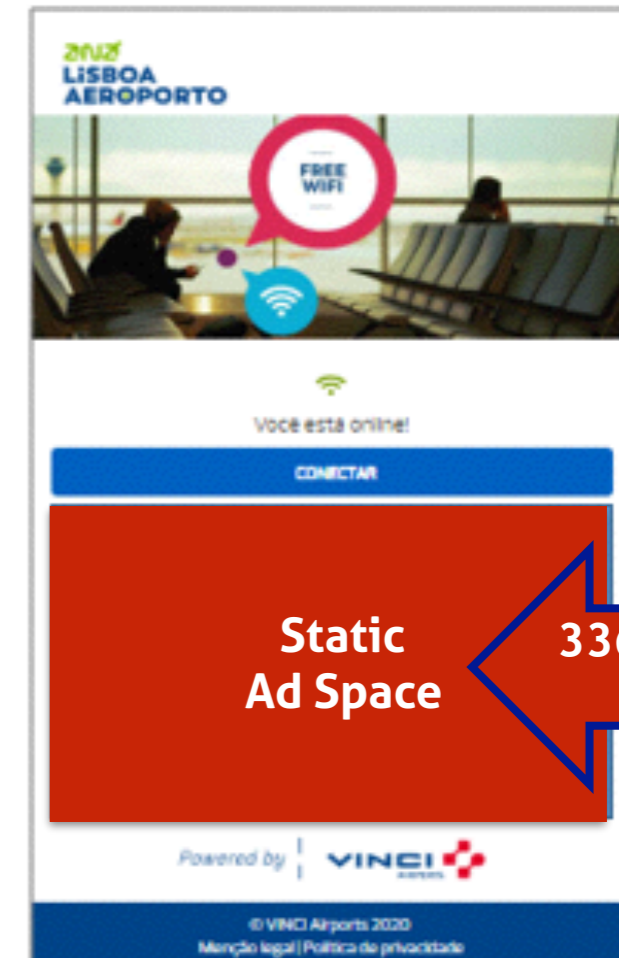 ana
LiSBOA
AEROPORTO
FREE
WIFI
Você está online!
CONECTAR
Static
Ad Space
Powered by
VINCI
AIRPORTS
© VINCI Airports 2020
Menção legal | Política de privacidade